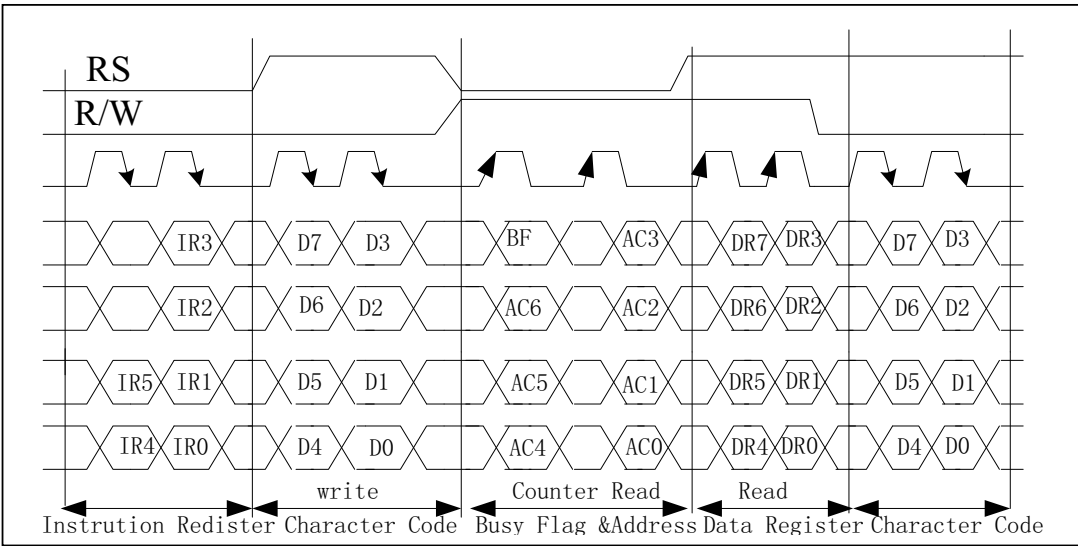 RS
R/W
IR3 D7 D3 BF AC3 DR7 DR3 D7 D3
IR2 D6 D2 AC6 AC2 DR6 DR2 D6 D2
IR5 IR1 D5 D1 AC5 AC1 DR5 DR1 D5 D1
IR4 IR0 D4 D0 AC4 AC0 DR4 DR0 D4 D0
write Counter Read Read
Instrution Redister Character Code Busy Flag &Address Data Register Character Code